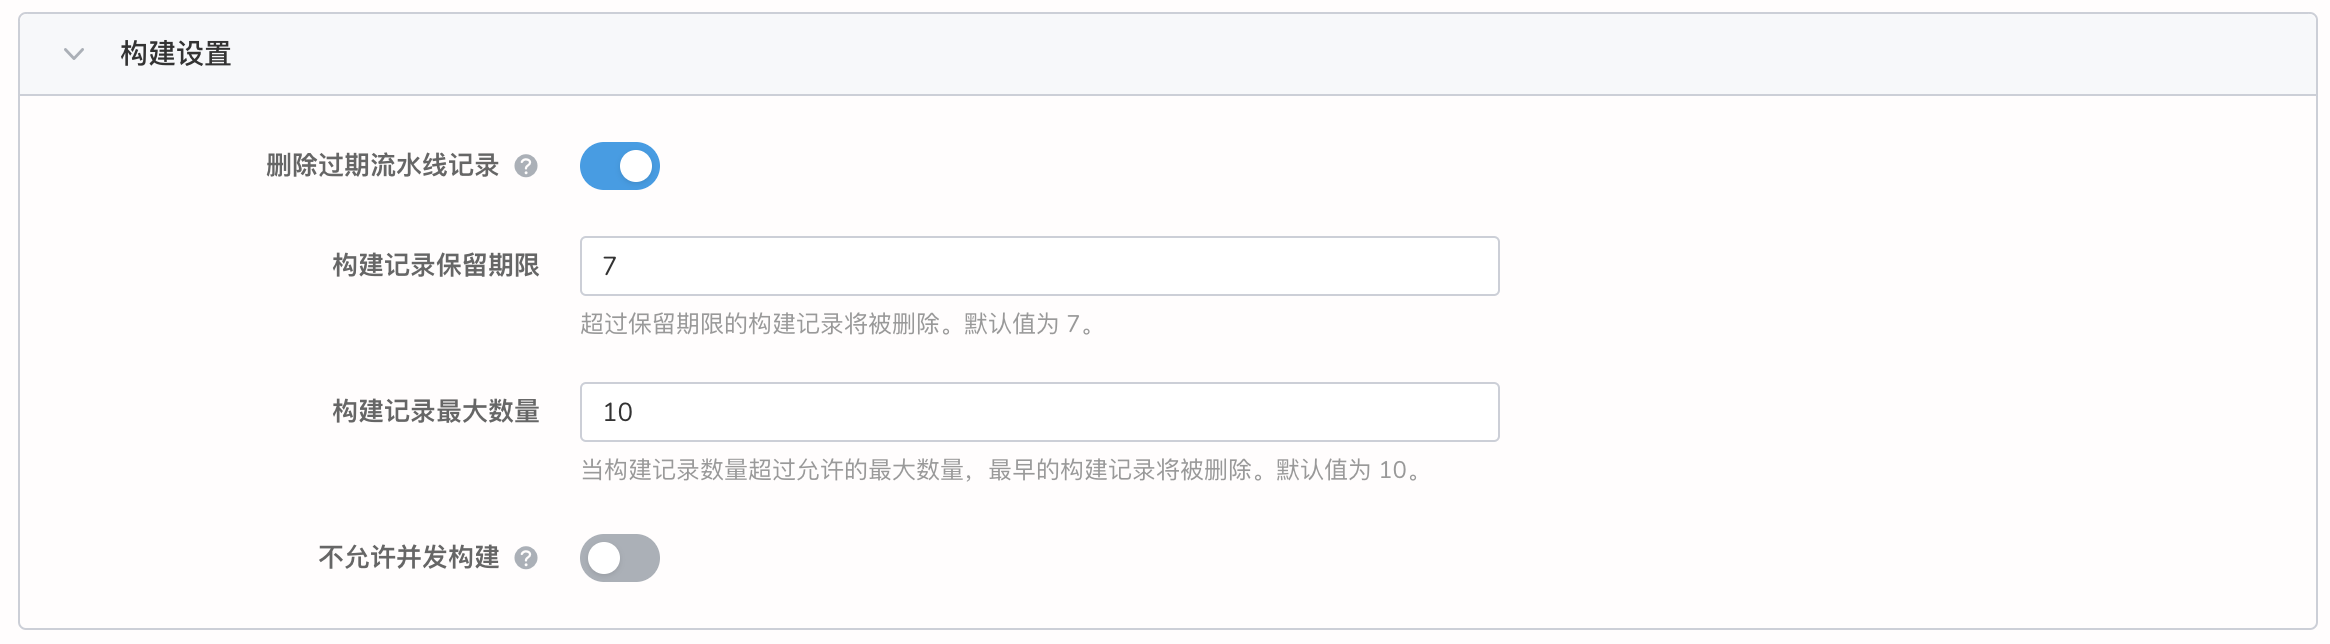 构建设置
删除过期流水线记录 ?
构建记录保留期限 7
超过保留期限的构建记录将被删除。默认值为 7。
构建记录最大数量 10
当构建记录数量超过允许的最大数量，最早的构建记录将被删除。默认值为 10。
不允许并发构建 ?